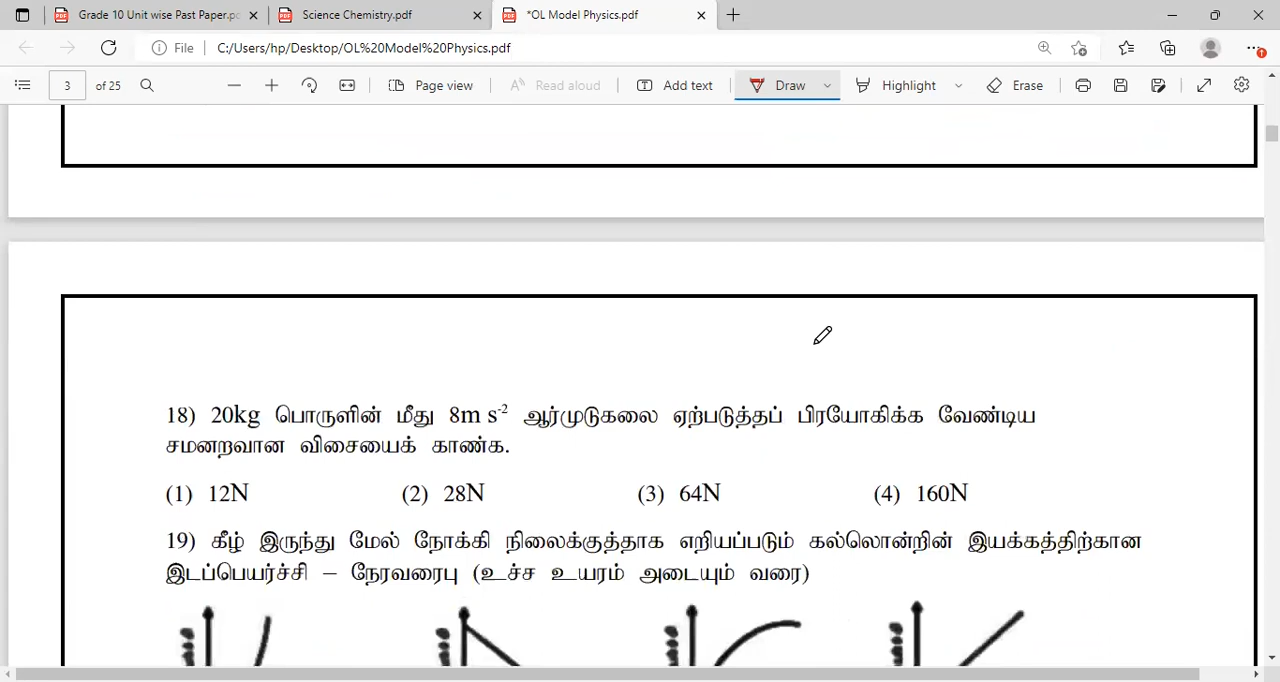 Grade 10 Unit wise Past Paper.pd
Science Chemistry.pdf
*OL Model Physics.pdf
File
C:/Users/hp/Desktop/OL%20Model%20Physics.pdf
3 of 25
Page view
Read aloud
Add text
Draw
Highlight
Erase
18) 20kg பொருளின் மீது 8m s-2 ஆர்முடுகலை ஏற்படுத்தப் பிரயோகிக்க வேண்டிய
சமனறவான விசையைக் காண்க.
(1) 12N (2) 28N (3) 64N (4) 160N
19) கீழ் இருந்து மேல் நோக்கி நிலைக்குத்தாக எறியப்படும் கல்லொன்றின் இயக்கத்திற்கான
இடப்பெயர்ச்சி – நேரவரைபு (உச்ச உயரம் அடையும் வரை)